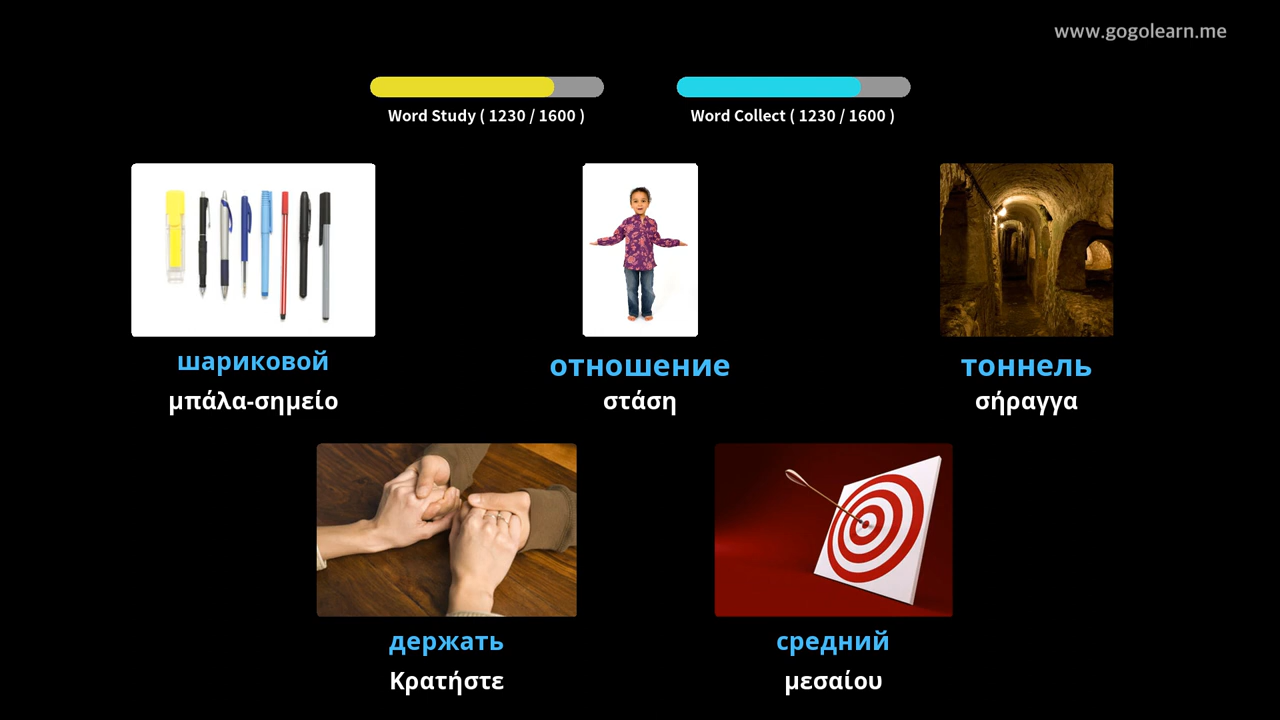 www.gogolearn.me
Word Study ( 1230 / 1600 )
Word Collect ( 1230 / 1600 )
шариковой
отношение
тоннель
μπάλα-σημείο
στάση
σήραγγα
держать
средний
Κρατήστε
μεσαίου